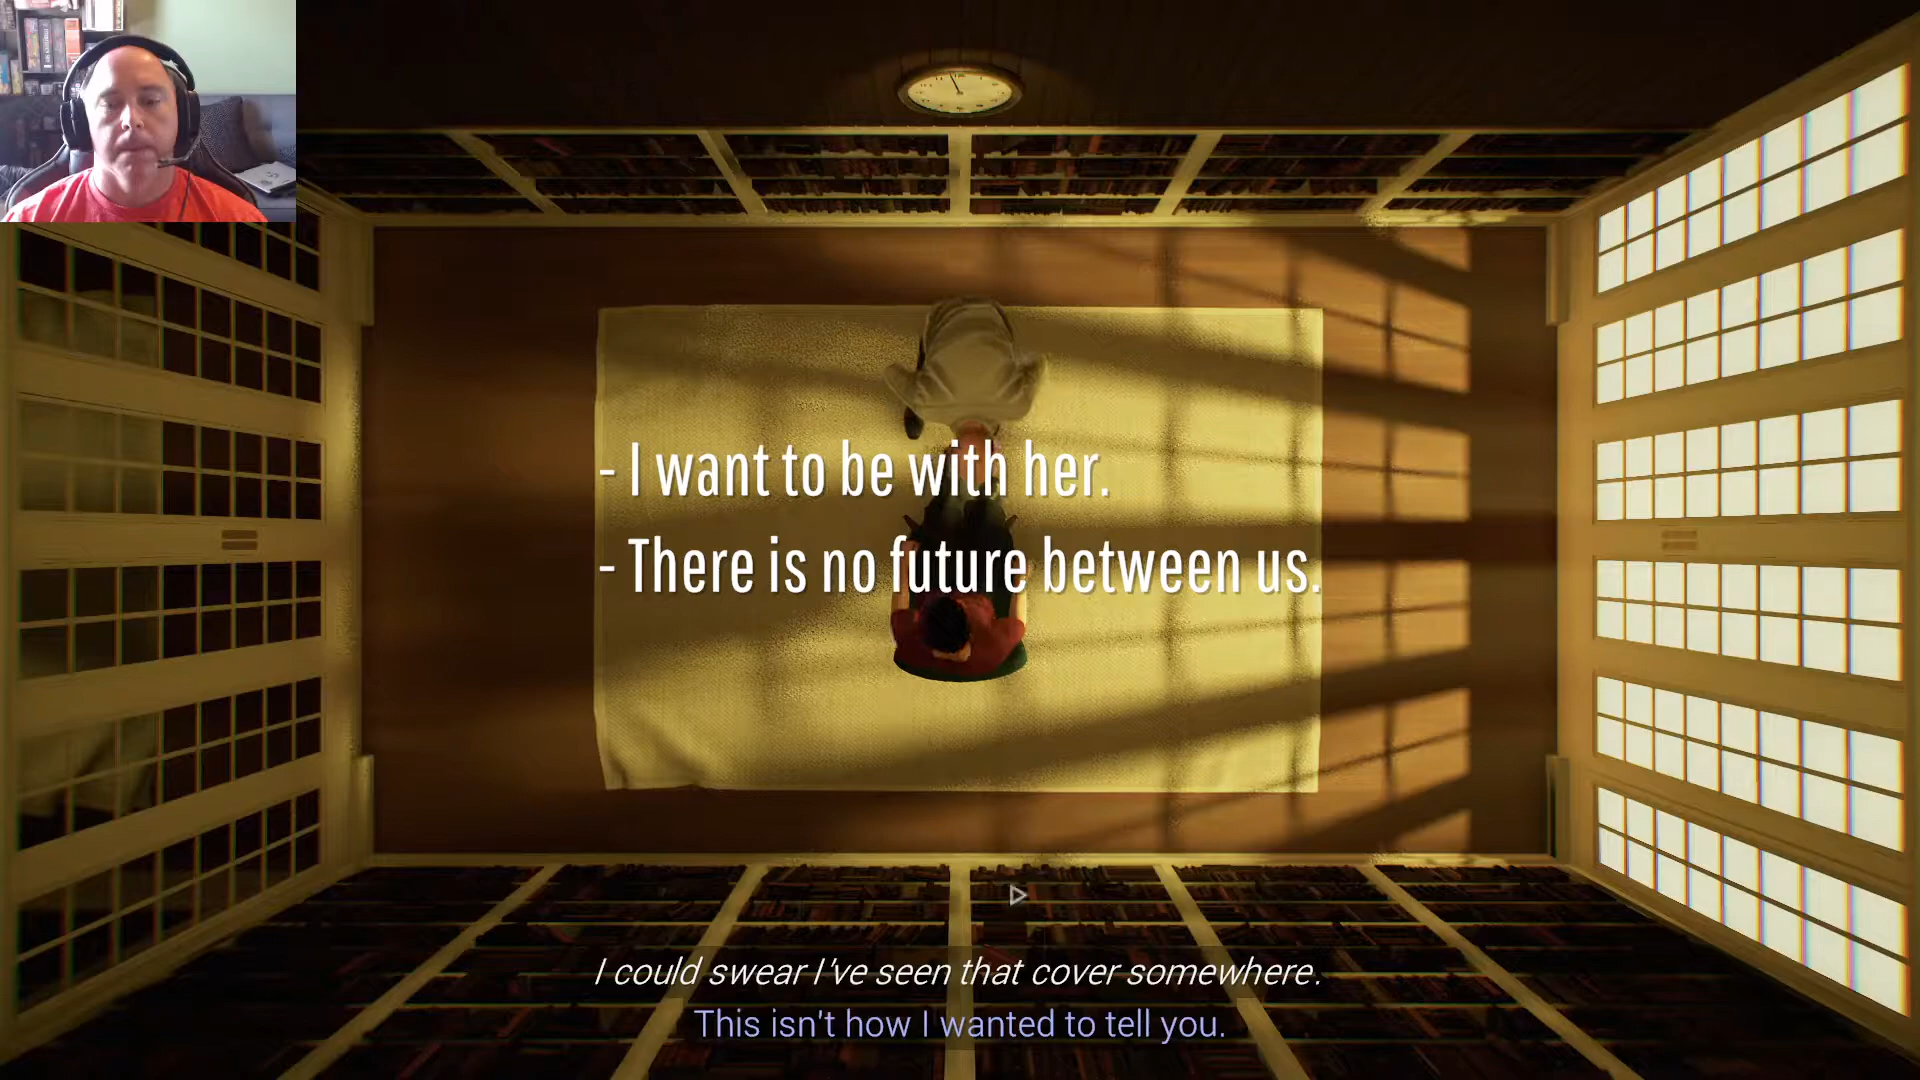 - I want to be with her.
- There is no future between us.
I could swear I've seen that cover somewhere.
This isn't how I wanted to tell you.